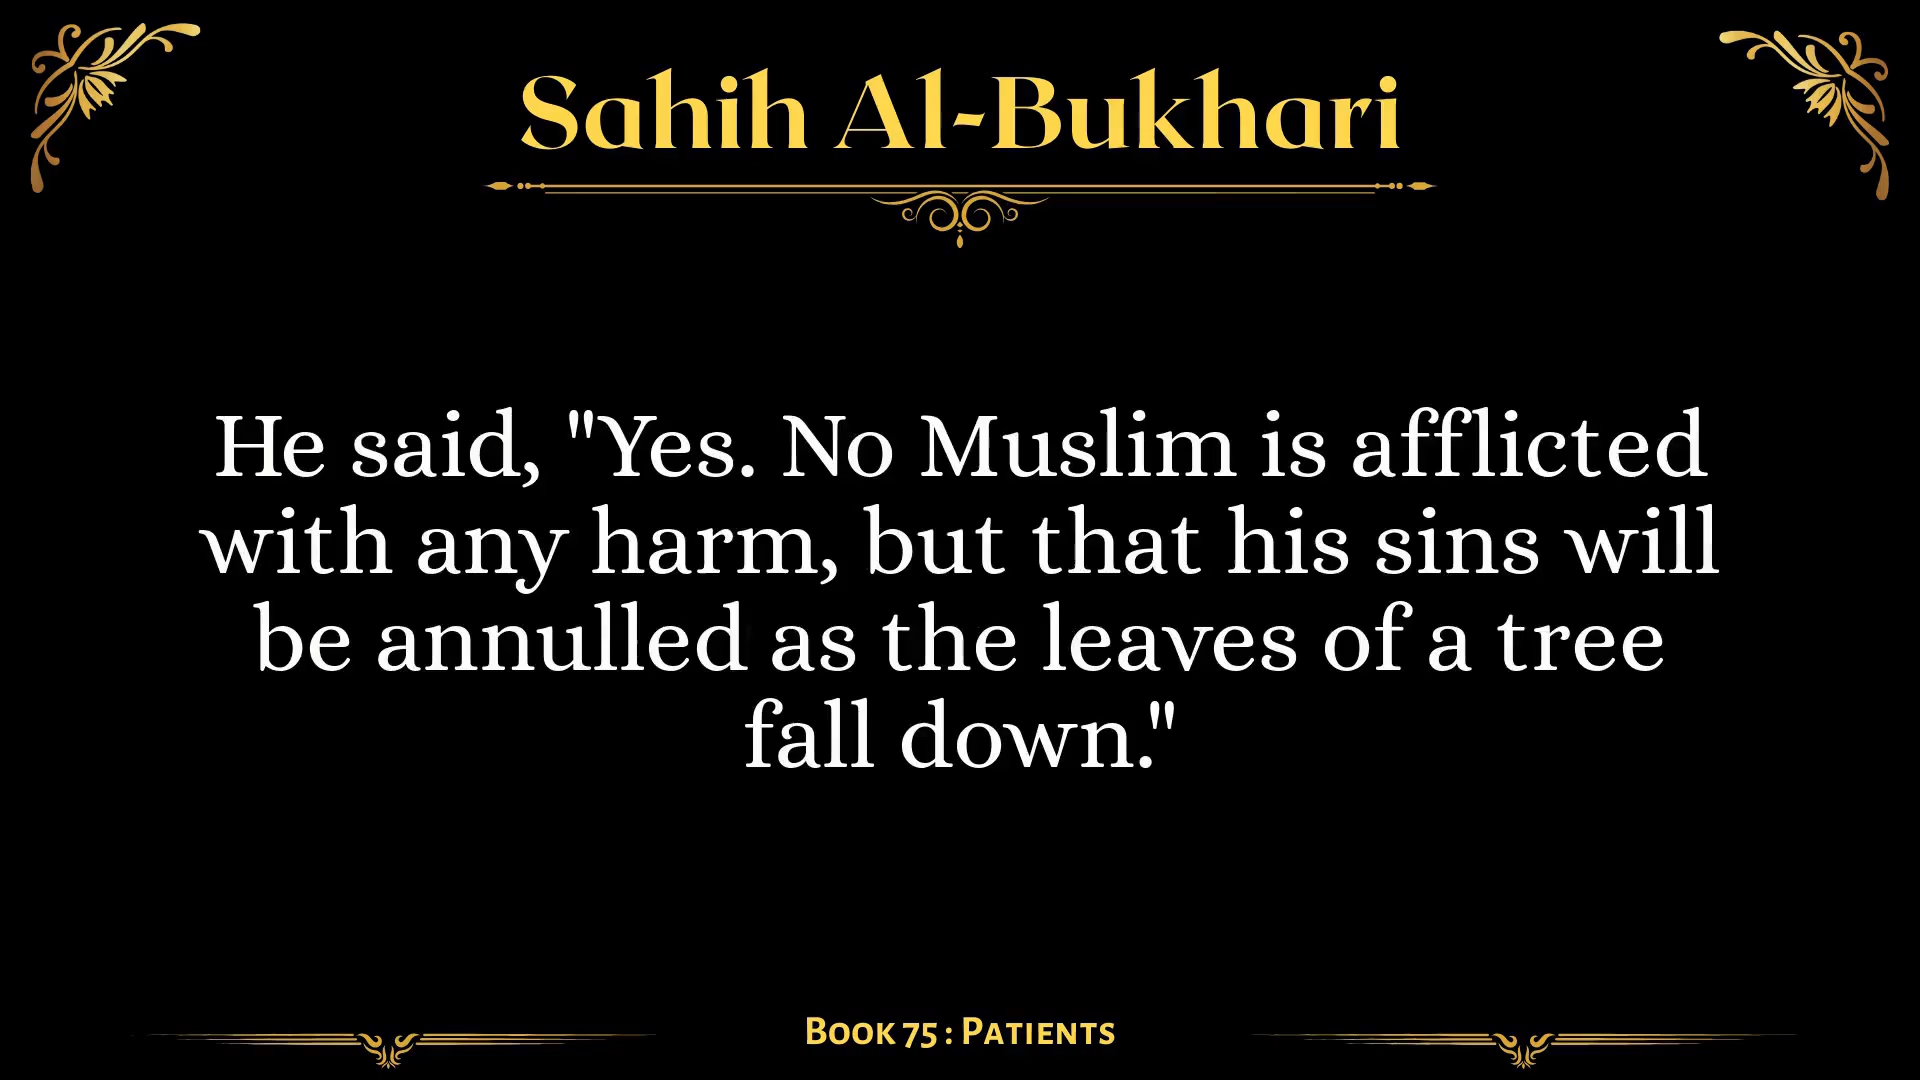 Sahih Al-Bukhari
He said, "Yes. No Muslim is afflicted
with any harm, but that his sins will
be annulled as the leaves of a tree
fall down."
Book 75 : Patients